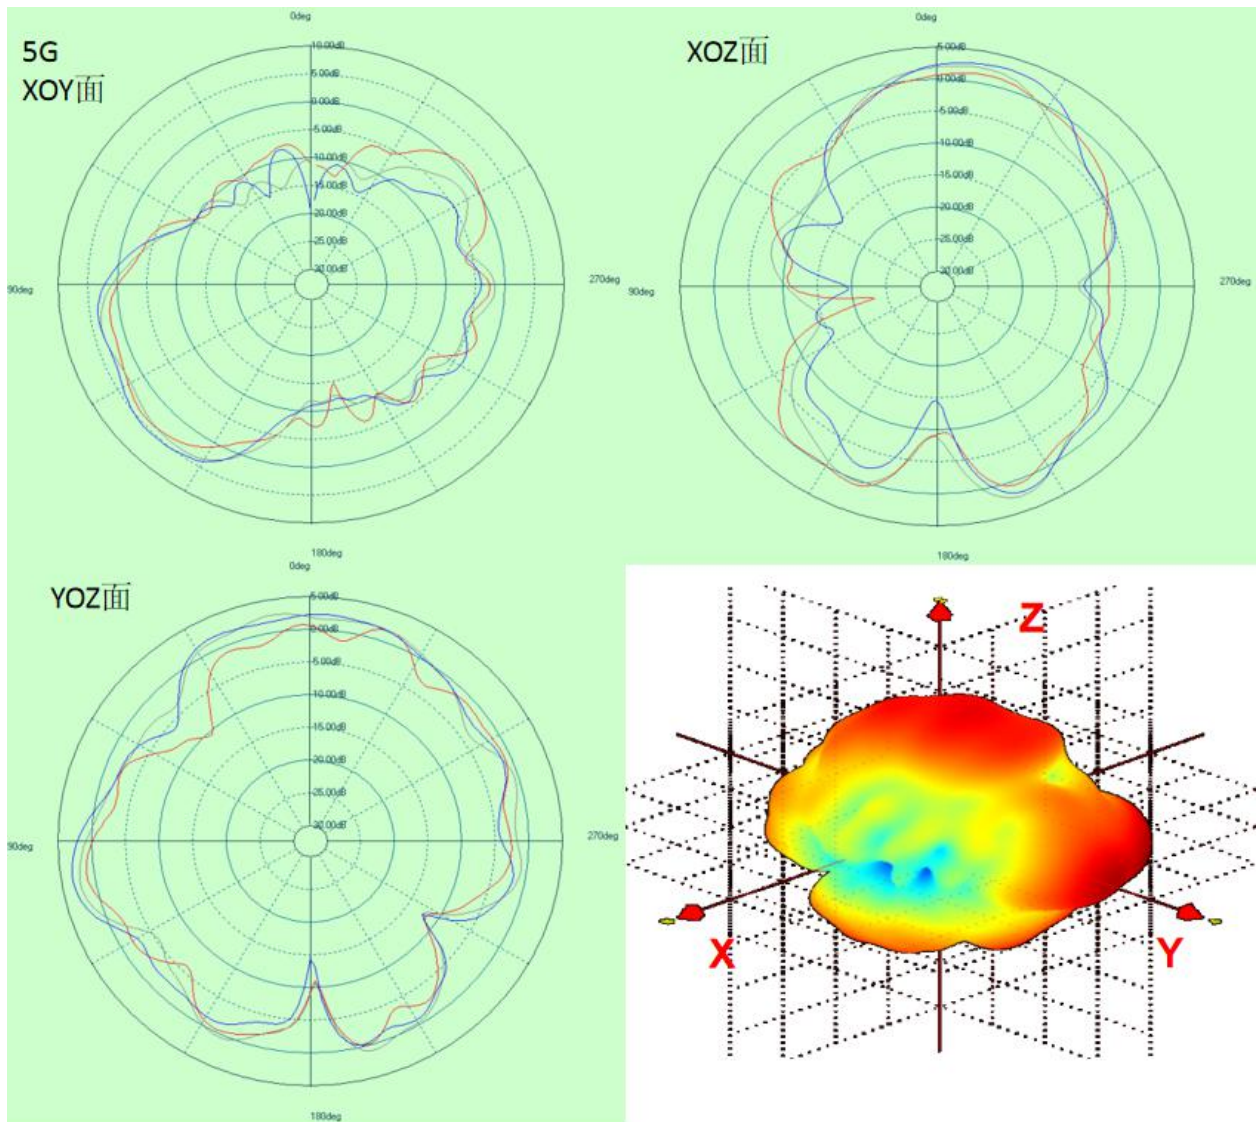 0deg
5G
XOY面
10.00dB
5.00dB
0.00dB
5.00dB
10.00dB
15.00dB
20.00dB
25.00dB
30.00dB
90deg
270deg
180deg
0deg
XOZ面
5.00dB
0.00dB
5.00dB
10.00dB
15.00dB
20.00dB
25.00dB
30.00dB
90deg
270deg
180deg
0deg
YOZ面
5.00dB
0.00dB
5.00dB
10.00dB
15.00dB
20.00dB
25.00dB
30.00dB
90deg
270deg
180deg
Z
X
Y